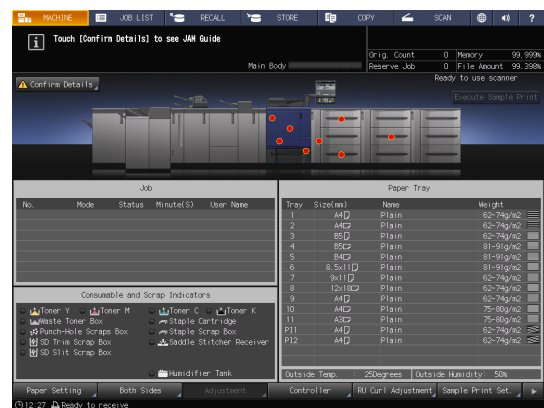 MACHINE JOB LIST RECALL STORE COPY SCAN ?
Touch [Confirm Details] to see JAM Guide
Main Body
Orig. Count 0 Memory 99.999%
Reserve Job 0 File Amount 99.398%
Ready to use scanner
Confirm Details
Execute Sample Print
Job
No. Mode Status Minute(S) User Name
Paper Tray
Tray Size(mm) Name Weight
1 A4 Plain 62-74g/m2
2 A4 Plain 62-74g/m2
3 B5 Plain 62-74g/m2
4 B5 Plain 81-91g/m2
5 B4 Plain 81-91g/m2
6 8.5x11 Plain 81-91g/m2
7 9x11 Plain 62-74g/m2
8 12x18 Plain 62-74g/m2
9 A4 Plain 62-74g/m2
10 A4 Plain 75-80g/m2
11 A3 Plain 75-80g/m2
PI1 A4 Plain 62-74g/m2
PI2 A4 Plain 62-74g/m2
Consumable and Scrap Indicators
Toner Y Toner M Toner C Toner K
Waste Toner Box Staple Cartridge
Punch-Hole Scraps Box Staple Scrap Box
SD Trim Scrap Box Saddle Stitcher Receiver
SD Slit Scrap Box
Humidifier Tank
Outside Temp. : 25Degrees Outside Humidity: 50%
Paper Setting Both Sides Adjustment Controller RU Curl Adjustment Sample Print Set.
12:27 Ready to receive